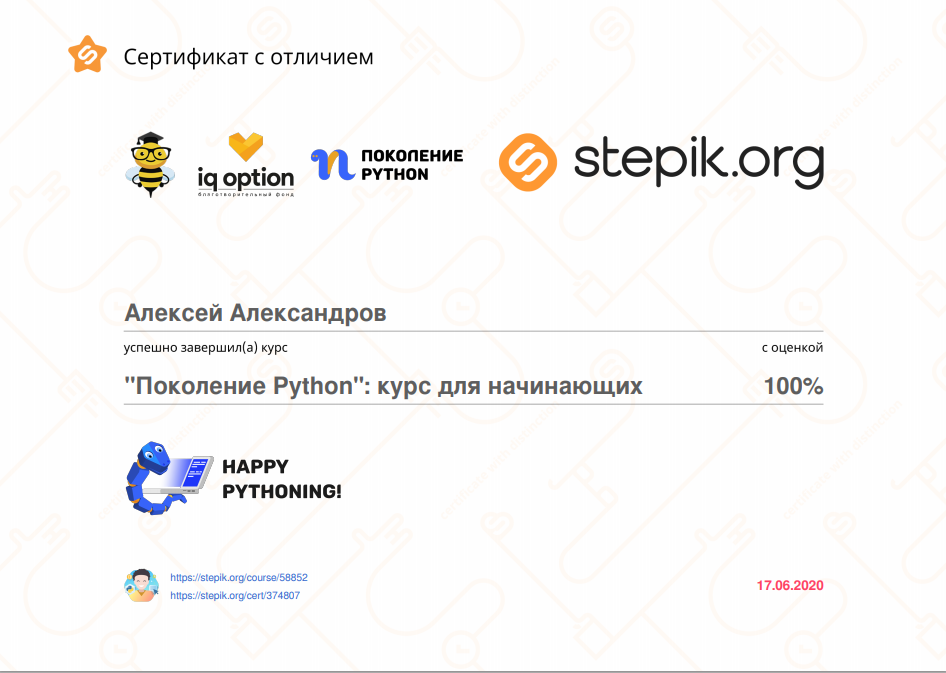 Сертификат с отличием
iq option
благотворительный фонд
ПОКОЛЕНИЕ
PYTHON
stepik.org
Алексей Александров
успешно завершил(а) курс
с оценкой
"Поколение Python": курс для начинающих
100%
HAPPY
PYTHONING!
https://stepik.org/course/58852
https://stepik.org/cert/374807
17.06.2020